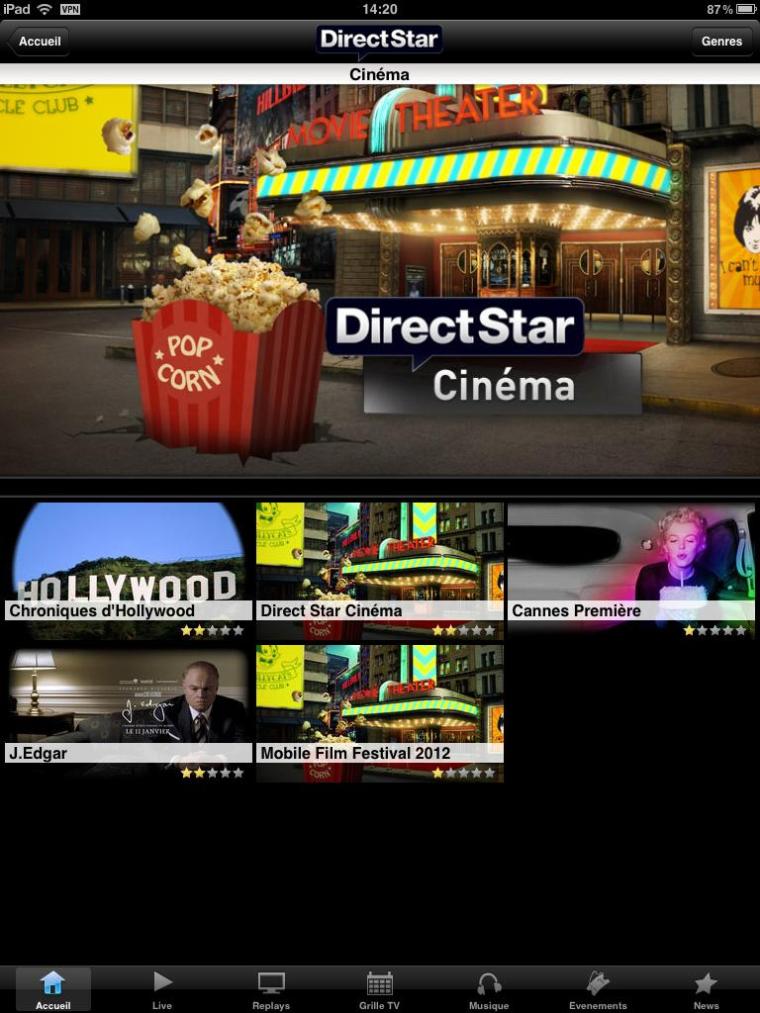 iPad VPN 14:20 87%
Accueil DirectStar Genres
Cinéma
CLE CLUB
MOVIE THEATER
I can't
my
POP
CORN
DirectStar
Cinéma
HOLLYWOOD
Chroniques d'Hollywood
MOVIE THEATER
Direct Star Cinéma
Cannes Première
J. Edgar
LE 11 JANVIER
J.Edgar
MOVIE THEATER
Mobile Film Festival 2012
Accueil Live Replays Grille TV Musique Evenements News